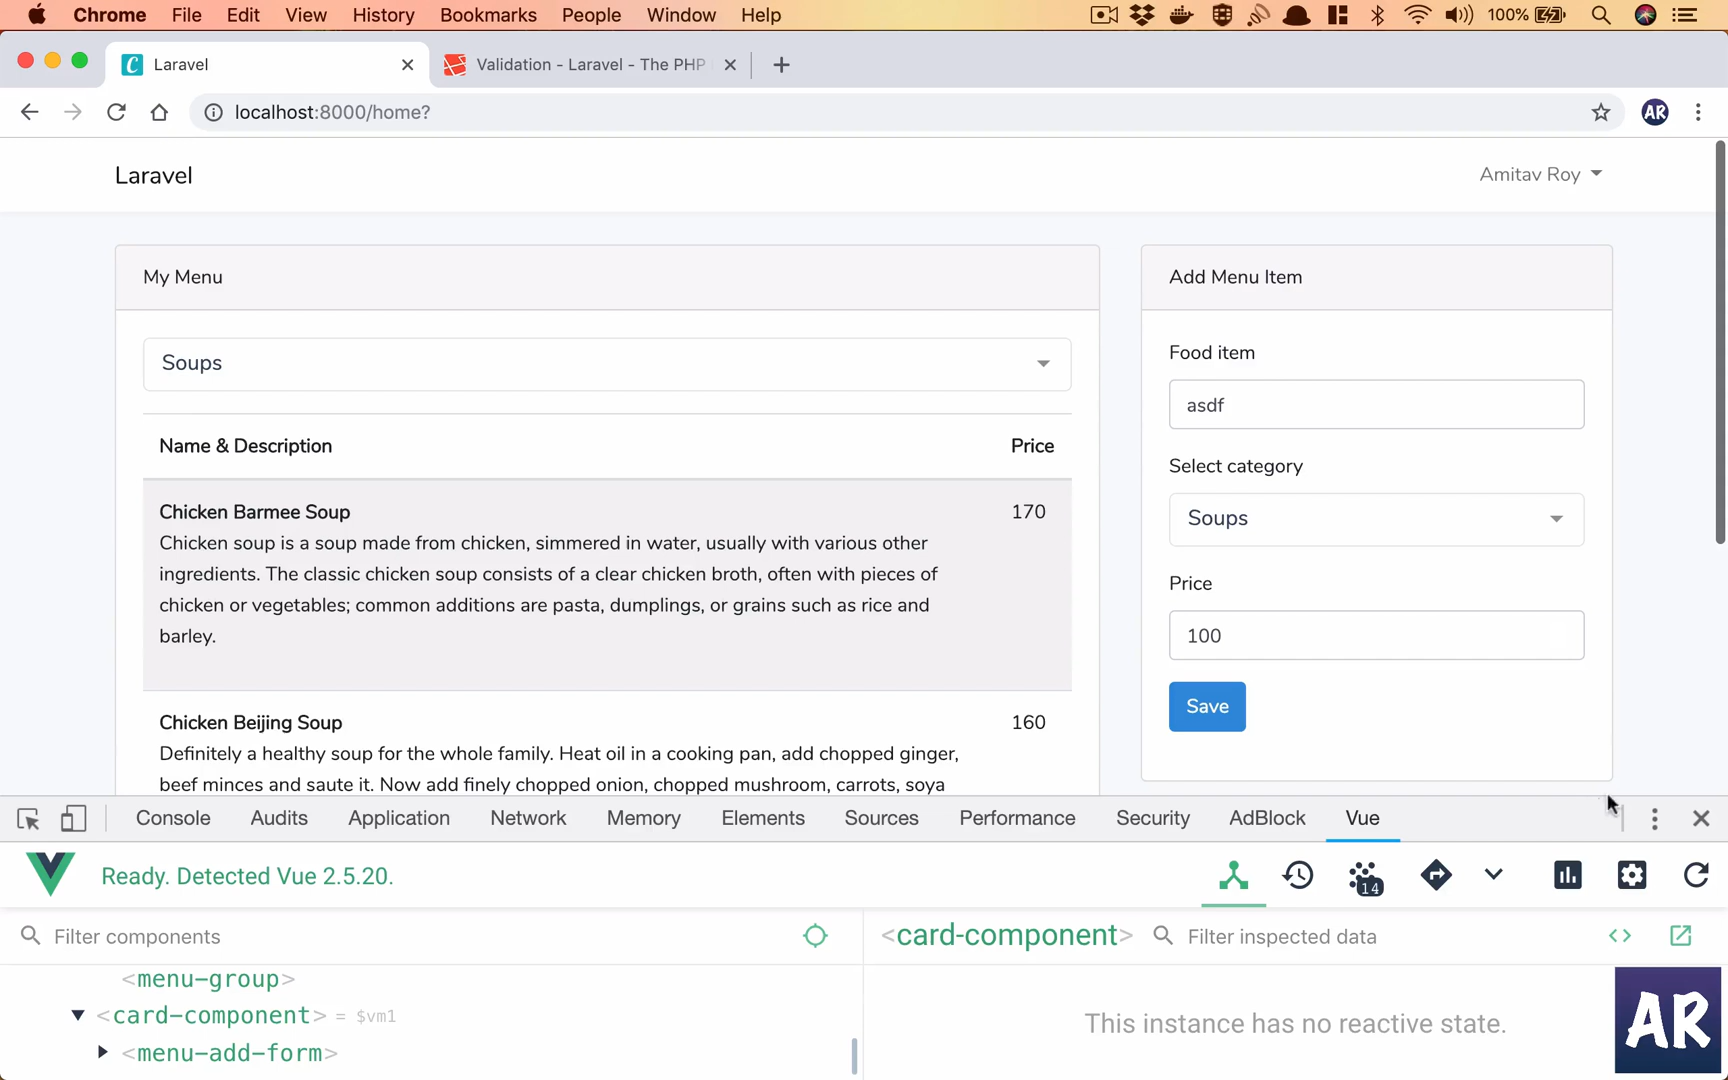 Chrome File Edit View History Bookmarks People Window Help 100%
Laravel Validation - Laravel - The PHP
localhost:8000/home? AR
Laravel Amitav Roy
My Menu
Soups
Name & Description Price
Chicken Barmee Soup 170
Chicken soup is a soup made from chicken, simmered in water, usually with various other
ingredients. The classic chicken soup consists of a clear chicken broth, often with pieces of
chicken or vegetables; common additions are pasta, dumplings, or grains such as rice and
barley.
Chicken Beijing Soup 160
Definitely a healthy soup for the whole family. Heat oil in a cooking pan, add chopped ginger,
beef minces and saute it. Now add finely chopped onion, chopped mushroom, carrots, soya
Add Menu Item
Food item
asdf
Select category
Soups
Price
100
Save
Console Audits Application Network Memory Elements Sources Performance Security AdBlock Vue
Ready. Detected Vue 2.5.20. 14
Filter components
<menu-group>
<card-component> = $vm1
<menu-add-form>
<card-component> Filter inspected data
This instance has no reactive state.
AR